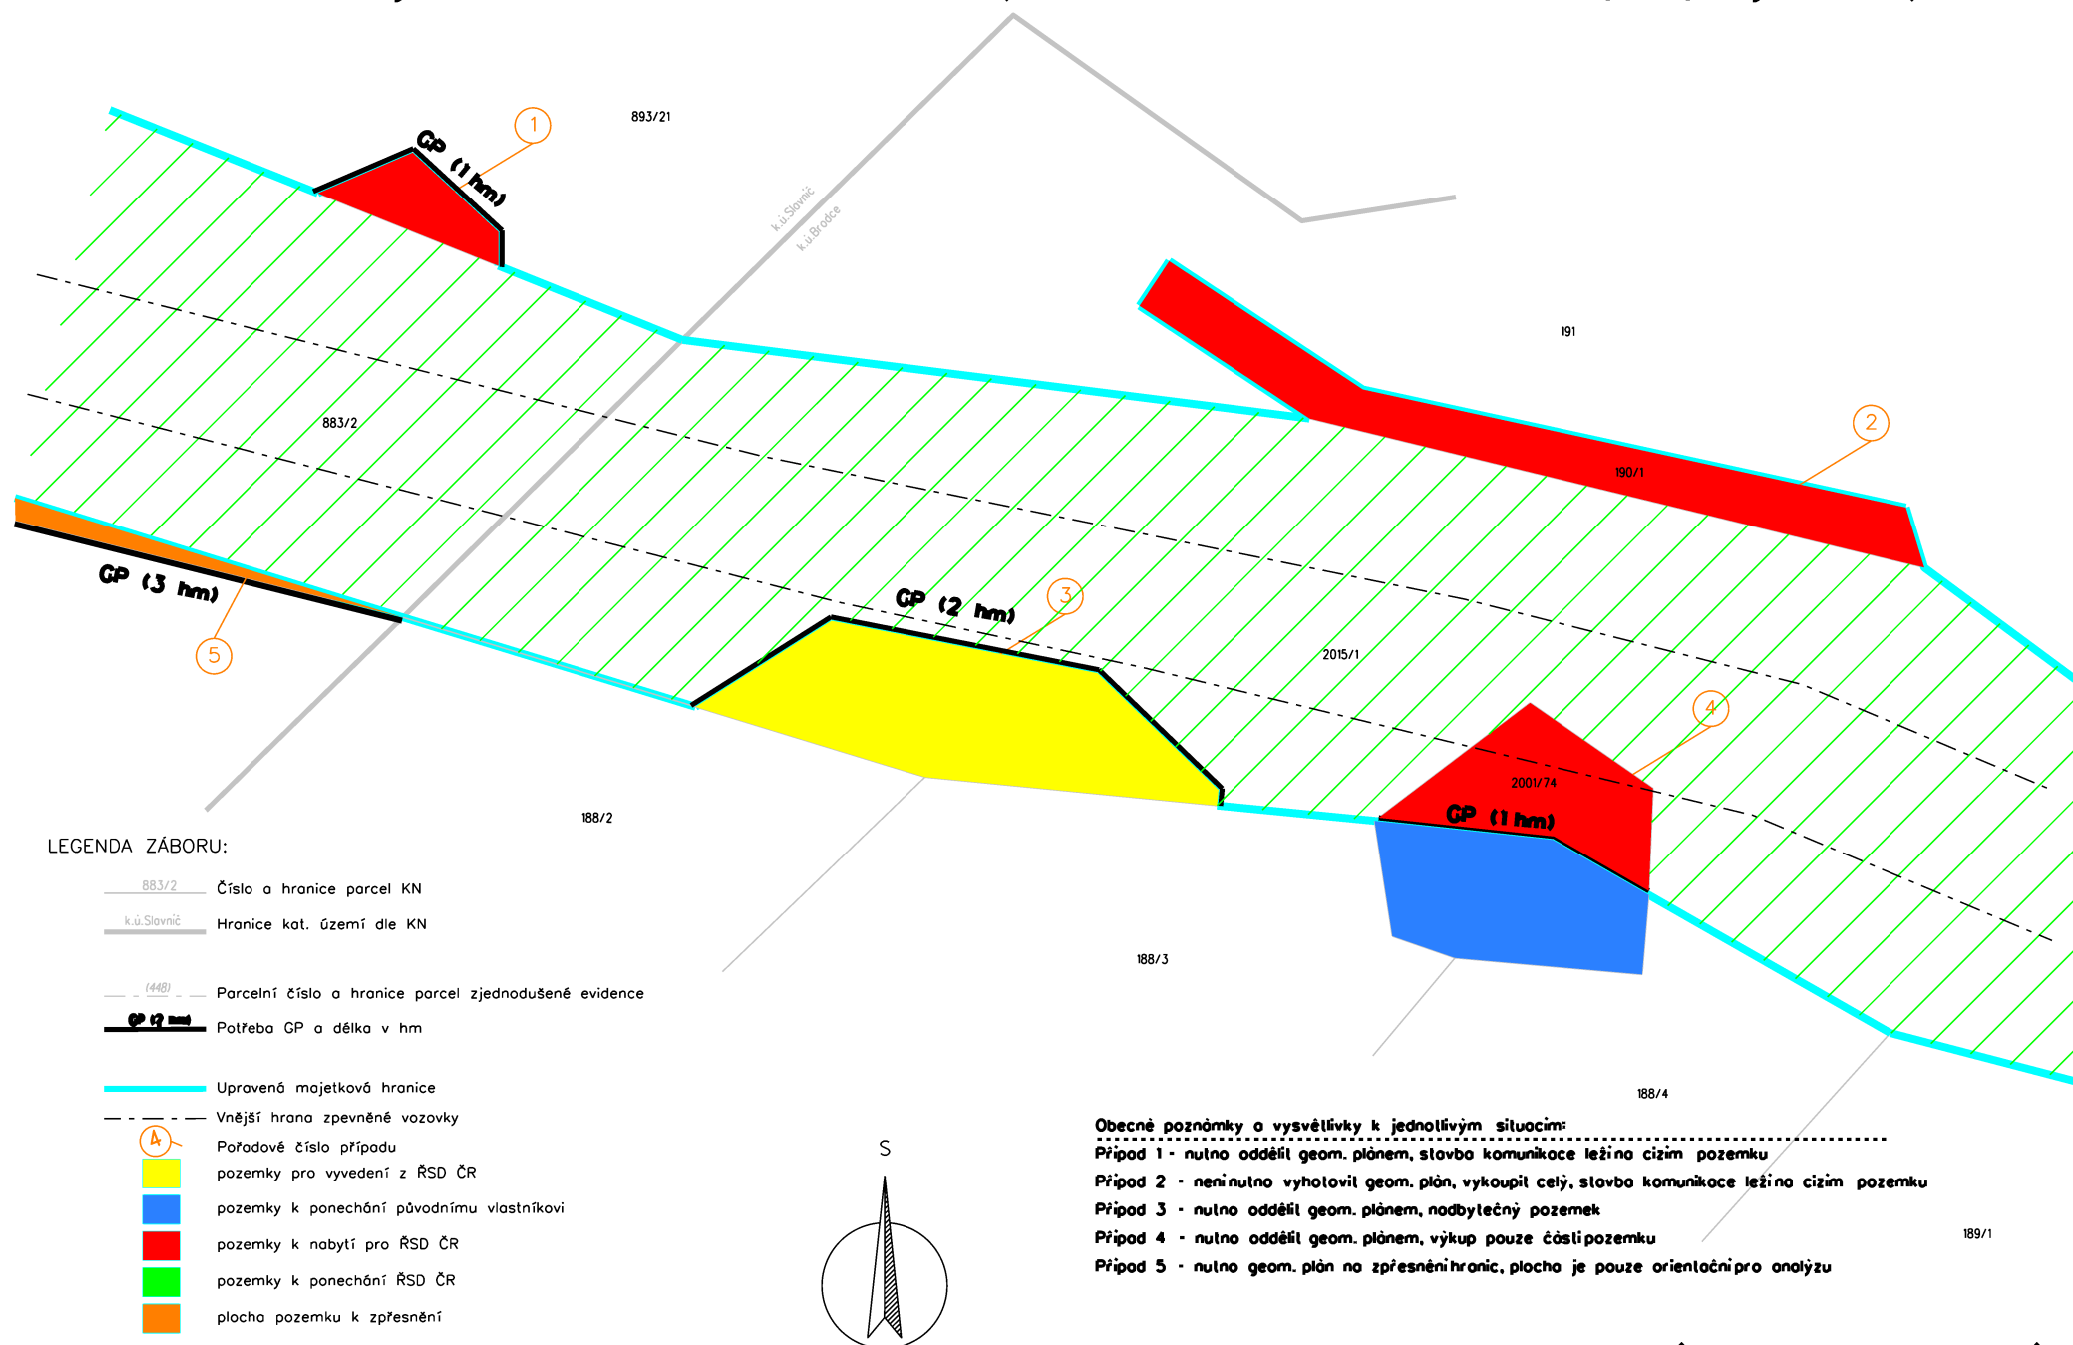 893/21
1
GP (1 hm)
k.ú.Slavnič
k.ú.Brodce
191
2
883/2
190/1
GP (3 hm)
5
GP (2 hm)
3
2015/1
4
2001/74
GP (1 hm)
188/2
188/3
188/4
189/1
LEGENDA ZÁBORU:
883/2 Číslo a hranice parcel KN
k.ú.Slavnič Hranice kat. území dle KN
(448) Parcelní číslo a hranice parcel zjednodušené evidence
GP (2 hm) Potřeba GP a délka v hm
Upravená majetková hranice
Vnější hrana zpevněné vozovky
4 Pořadové číslo případu
pozemky pro vyvedení z ŘSD ČR
pozemky k ponechání původnímu vlastníkovi
pozemky k nabytí pro ŘSD ČR
pozemky k ponechání ŘSD ČR
plocha pozemku k zpřesnění
S
Obecné poznámky a vysvětlivky k jednotlivým situacím:
Případ 1 - nutno oddělit geom. plánem, stavba komunikace leží na cizím pozemku
Případ 2 - není nutno vyhotovit geom. plán, vykoupit celý, stavba komunikace leží na cizím pozemku
Případ 3 - nutno oddělit geom. plánem, nadbytečný pozemek
Případ 4 - nutno oddělit geom. plánem, výkup pouze části pozemku
Případ 5 - nutno geom. plán na zpřesnění hranic, plocha je pouze orientační pro analýzu